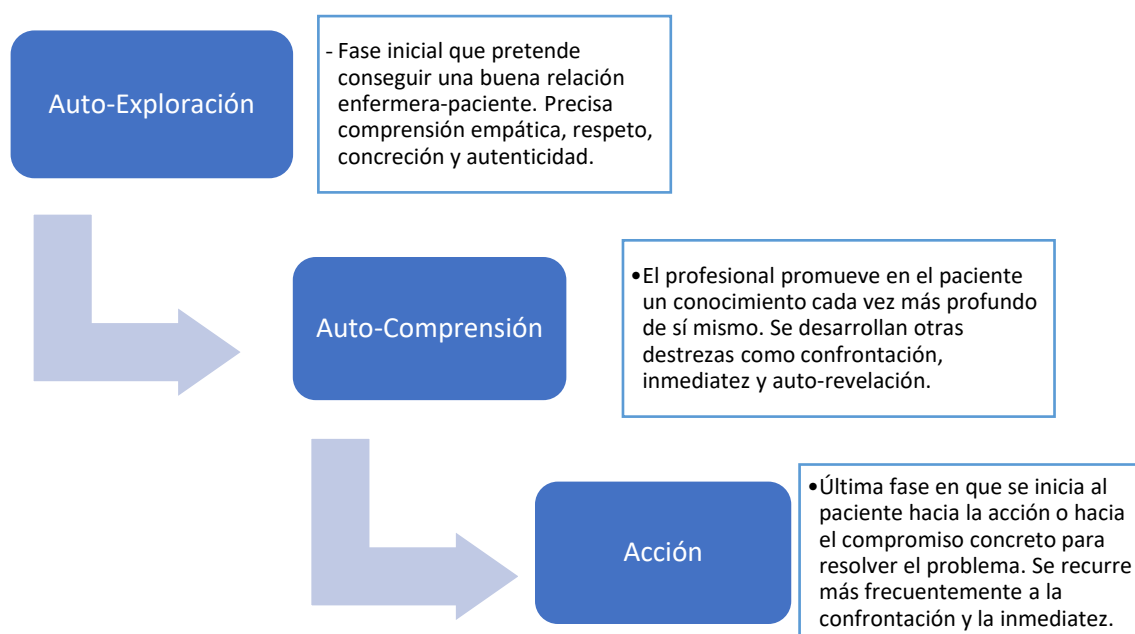 Auto-Exploración
- Fase inicial que pretende
conseguir una buena relación
enfermera-paciente. Precisa
comprensión empática, respeto,
concreción y autenticidad.
Auto-Comprensión
•El profesional promueve en el paciente
un conocimiento cada vez más profundo
de sí mismo. Se desarrollan otras
destrezas como confrontación,
inmediatez y auto-revelación.
Acción
•Última fase en que se inicia al
paciente hacia la acción o hacia
el compromiso concreto para
resolver el problema. Se recurre
más frecuentemente a la
confrontación y la inmediatez.